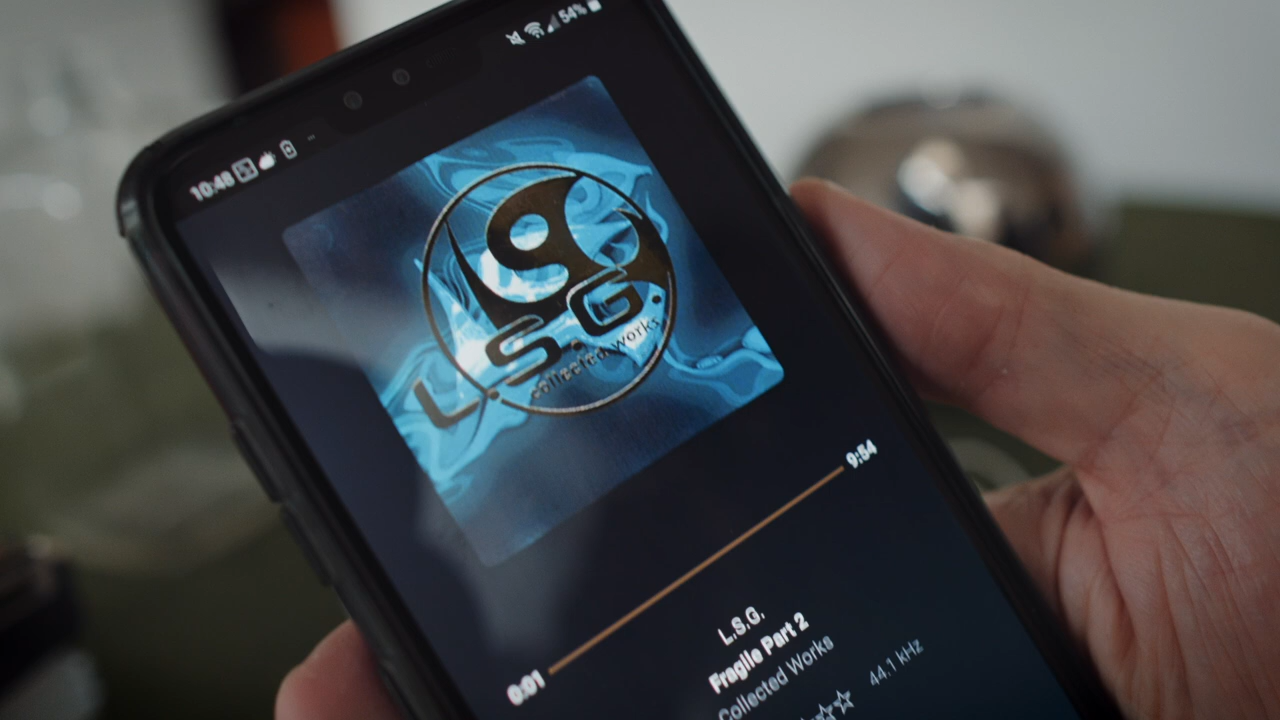 10:48
54%
L.S.G.
collected works
0:01
9:54
L.S.G.
Fragile Part 2
Collected Works
44.1 kHz